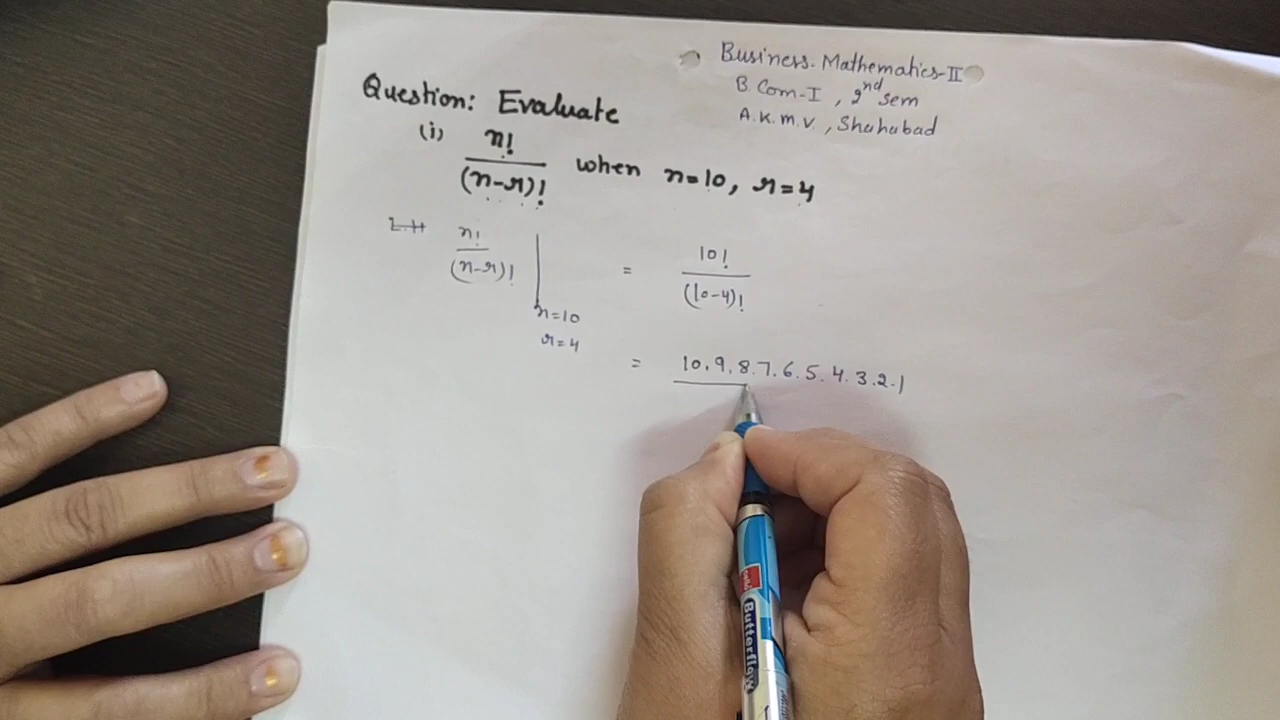 Business. Mathematics-II
B. Com-I, 2nd sem
A.K.M.V., Shahabad
Question: Evaluate
(i) n!/(n-r)! when n=10, r=4
n!/(n-r)! | n=10 r=4 = 10!/(10-4)!
= 10.9.8.7.6.5.4.3.2.1
Butterflow